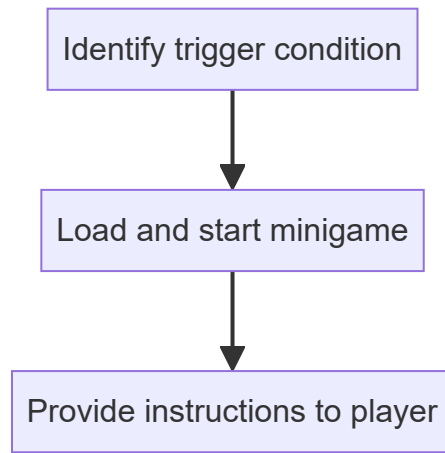 Identify trigger condition
Load and start minigame
Provide instructions to player